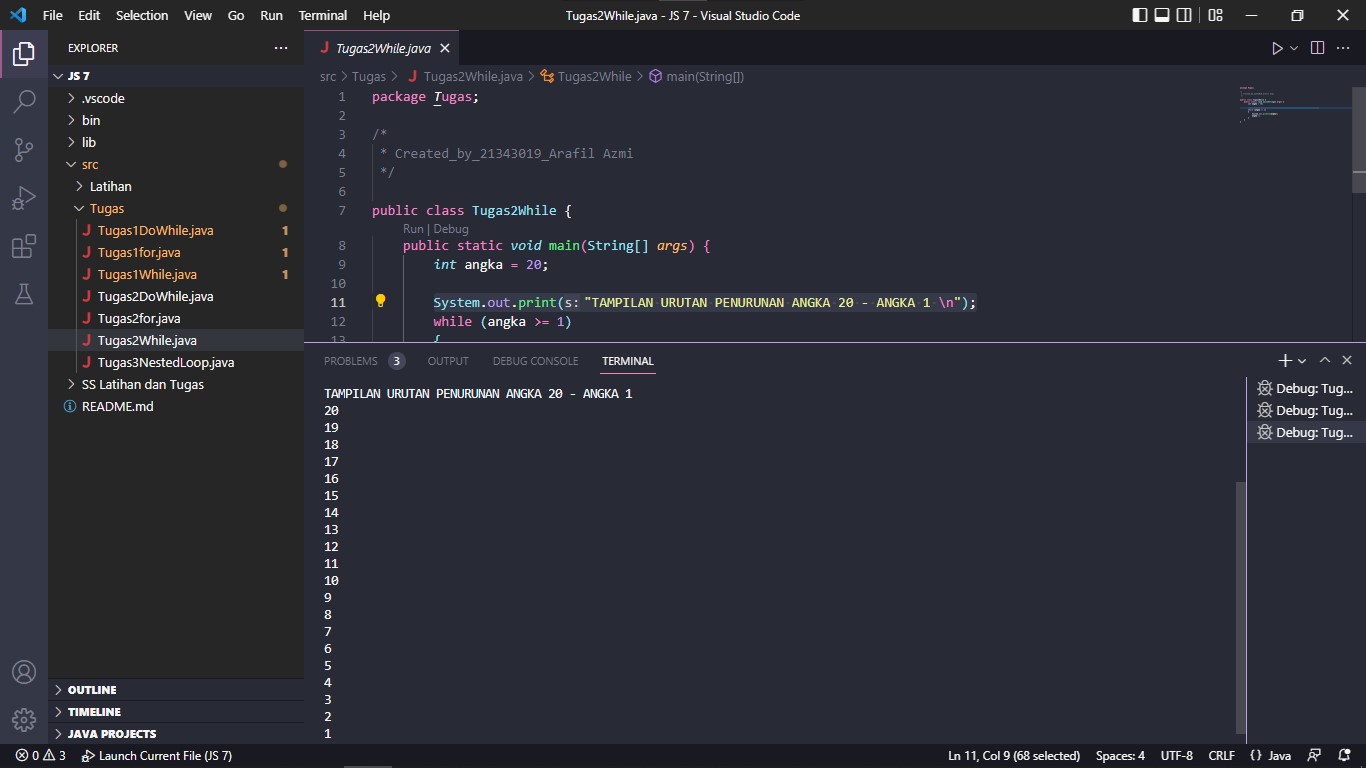 File Edit Selection View Go Run Terminal Help
Tugas2While.java - JS 7 - Visual Studio Code
EXPLORER
JS 7
.vscode
bin
lib
src
Latihan
Tugas
Tugas1DoWhile.java 1
Tugas1for.java 1
Tugas1While.java 1
Tugas2DoWhile.java
Tugas2for.java
Tugas2While.java
Tugas3NestedLoop.java
SS Latihan dan Tugas
README.md
OUTLINE
TIMELINE
JAVA PROJECTS
Tugas2While.java
src > Tugas > Tugas2While.java > Tugas2While > main(String[])
1 package Tugas;
2
3 /*
4 * Created_by_21343019_Arafil Azmi
5 */
6
7 public class Tugas2While {
Run | Debug
8 public static void main(String[] args) {
9 int angka = 20;
10
11 System.out.print(s: "TAMPILAN URUTAN PENURUNAN ANGKA 20 - ANGKA 1 \n");
12 while (angka >= 1)
13 {
PROBLEMS 3 OUTPUT DEBUG CONSOLE TERMINAL
TAMPILAN URUTAN PENURUNAN ANGKA 20 - ANGKA 1
20
19
18
17
16
15
14
13
12
11
10
9
8
7
6
5
4
3
2
1
Debug: Tug...
Debug: Tug...
Debug: Tug...
0 3 Launch Current File (JS 7)
Ln 11, Col 9 (68 selected) Spaces: 4 UTF-8 CRLF {} Java